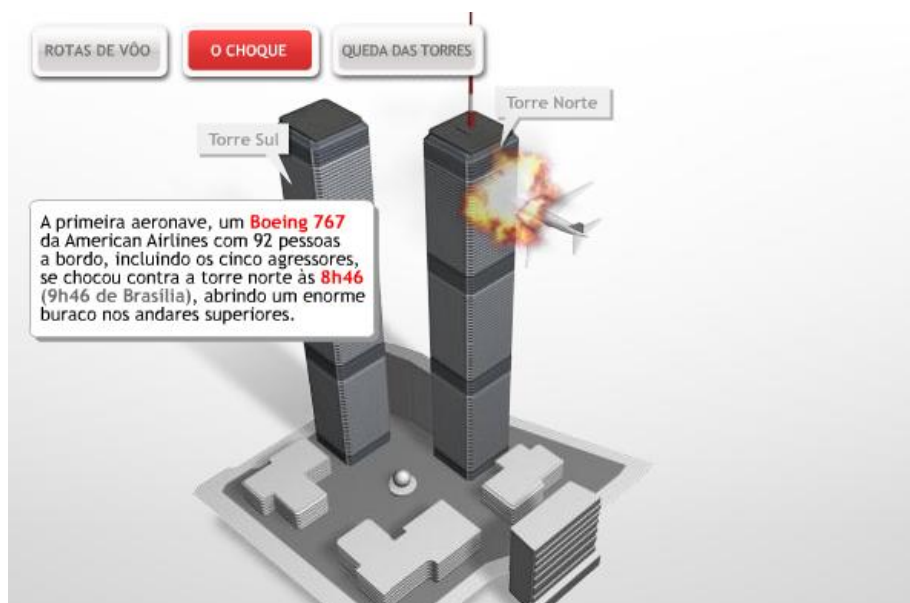 ROTAS DE VÔO
O CHOQUE
QUEDA DAS TORRES
Torre Norte
Torre Sul
A primeira aeronave, um Boeing 767
da American Airlines com 92 pessoas
a bordo, incluindo os cinco agressores,
se chocou contra a torre norte às 8h46
(9h46 de Brasília), abrindo um enorme
buraco nos andares superiores.